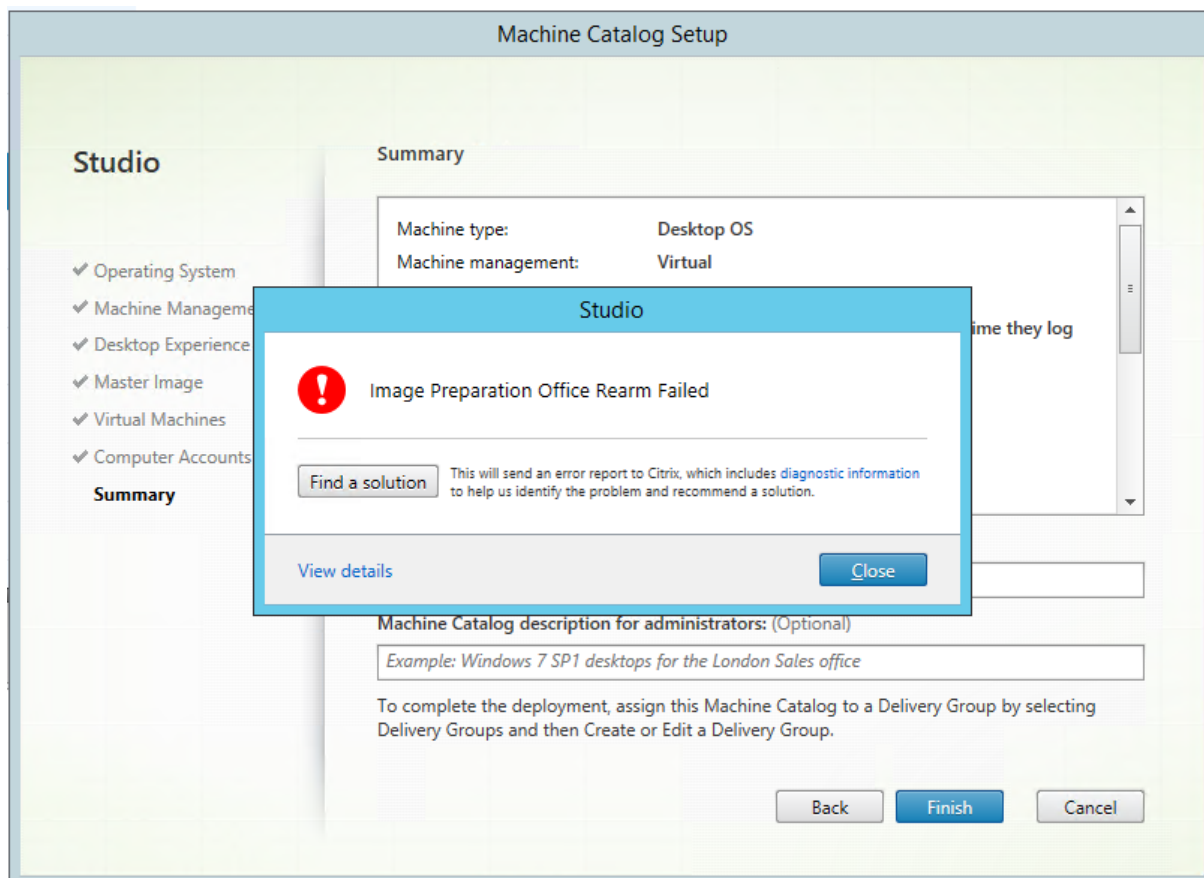 Machine Catalog Setup
Studio
Operating System
Machine Manageme
Desktop Experience
Master Image
Virtual Machines
Computer Accounts
Summary
Summary
Machine type:
Desktop OS
Machine management:
Virtual
ime they log
Studio
Image Preparation Office Rearm Failed
Find a solution
This will send an error report to Citrix, which includes diagnostic information
to help us identify the problem and recommend a solution.
View details
Close
Machine Catalog description for administrators: (Optional)
Example: Windows 7 SP1 desktops for the London Sales office
To complete the deployment, assign this Machine Catalog to a Delivery Group by selecting
Delivery Groups and then Create or Edit a Delivery Group.
Back
Finish
Cancel